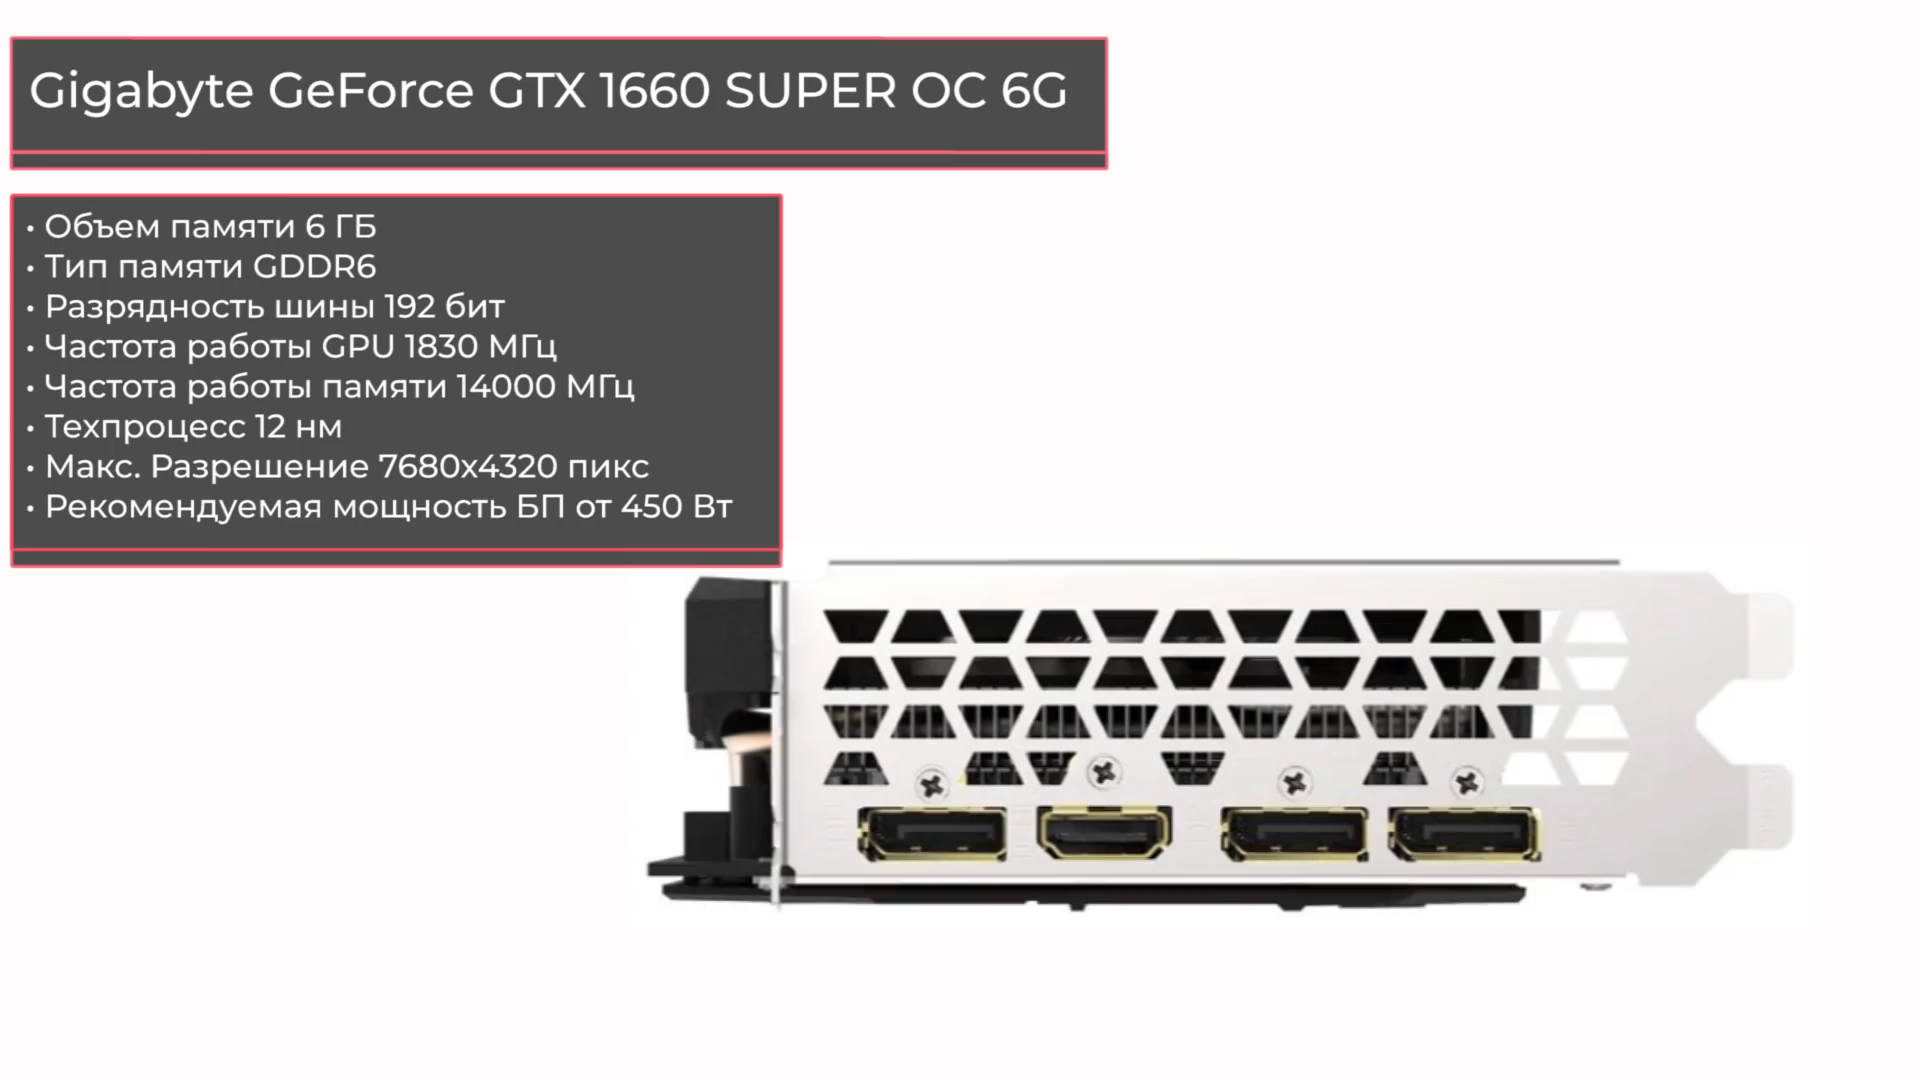 Gigabyte GeForce GTX 1660 SUPER OC 6G
• Объем памяти 6 ГБ
• Тип памяти GDDR6
• Разрядность шины 192 бит
• Частота работы GPU 1830 МГц
• Частота работы памяти 14000 МГц
• Техпроцесс 12 нм
• Макс. Разрешение 7680x4320 пикс
• Рекомендуемая мощность БП от 450 Вт